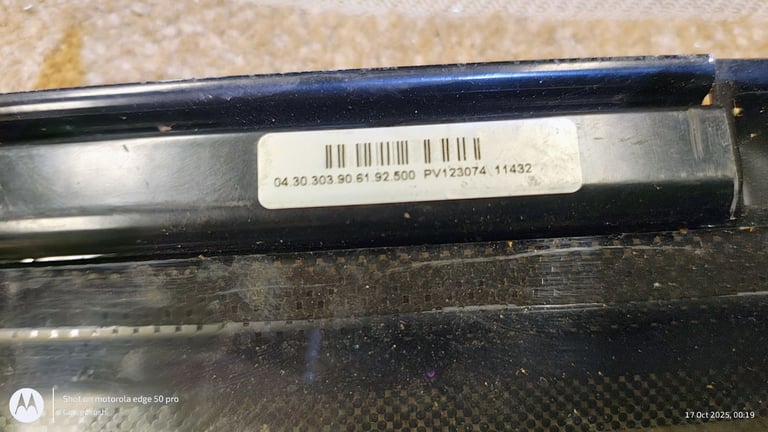 04.30.303.90.61.92.500 PV123074 11432
Shot on motorola edge 50 pro
17 Oct 2025, 00:19